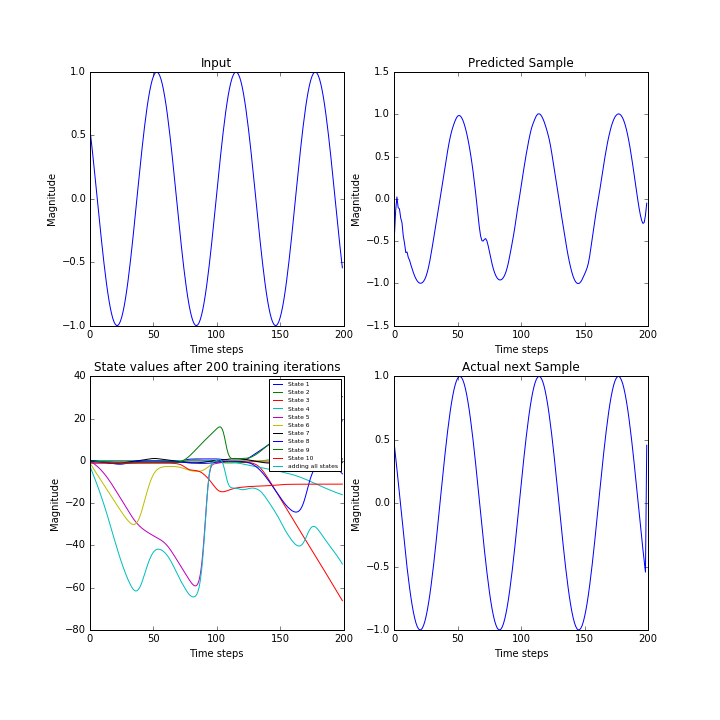 Input
1.0
0.5
0.0
−0.5
−1.0
Magnitude
0 50 100 150 200
Time steps
Predicted Sample
1.5
1.0
0.5
0.0
−0.5
−1.0
−1.5
Magnitude
0 50 100 150 200
Time steps
State values after 200 training iterations
40
20
0
−20
−40
−60
−80
Magnitude
0 50 100 150 200
Time steps
State 1
State 2
State 3
State 4
State 5
State 6
State 7
State 8
State 9
State 10
adding all states
Actual next Sample
1.0
0.5
0.0
−0.5
−1.0
Magnitude
0 50 100 150 200
Time steps